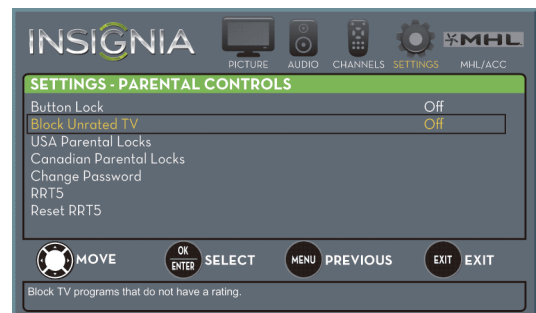 INSIGNIA
PICTURE AUDIO CHANNELS SETTINGS MHL MHL/ACC
SETTINGS - PARENTAL CONTROLS
Button Lock Off
Block Unrated TV Off
USA Parental Locks
Canadian Parental Locks
Change Password
RRT5
Reset RRT5
MOVE OK ENTER SELECT MENU PREVIOUS EXIT EXIT
Block TV programs that do not have a rating.